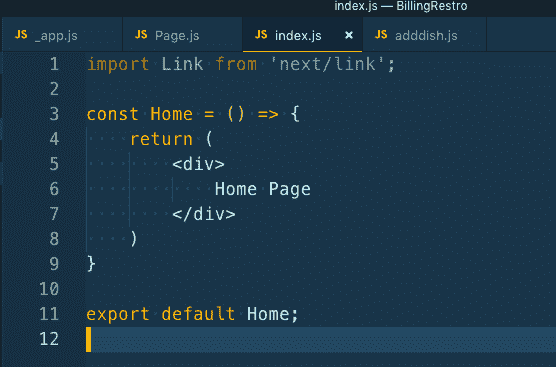 index.js — BillingRestro
JS _app.js JS Page.js JS index.js × JS adddish.js
1 import Link from 'next/link';
2
3 const Home = () => {
4 return (
5 <div>
6 Home Page
7 </div>
8 )
9 }
10
11 export default Home;
12